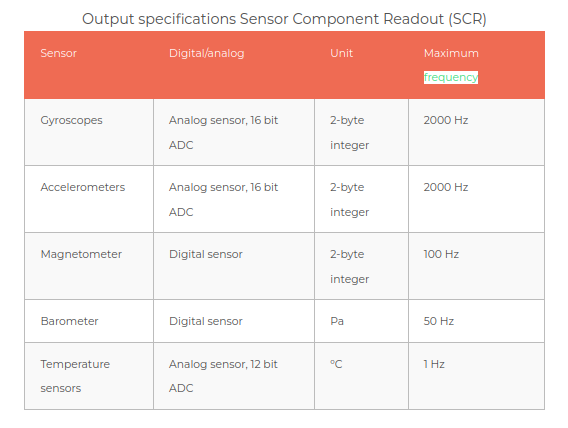 Output specifications Sensor Component Readout (SCR)
Sensor Digital/analog Unit Maximum
frequency
Gyroscopes Analog sensor, 16 bit 2-byte 2000 Hz
ADC integer
Accelerometers Analog sensor, 16 bit 2-byte 2000 Hz
ADC integer
Magnetometer Digital sensor 2-byte 100 Hz
integer
Barometer Digital sensor Pa 50 Hz
Temperature Analog sensor, 12 bit ºC 1 Hz
sensors ADC